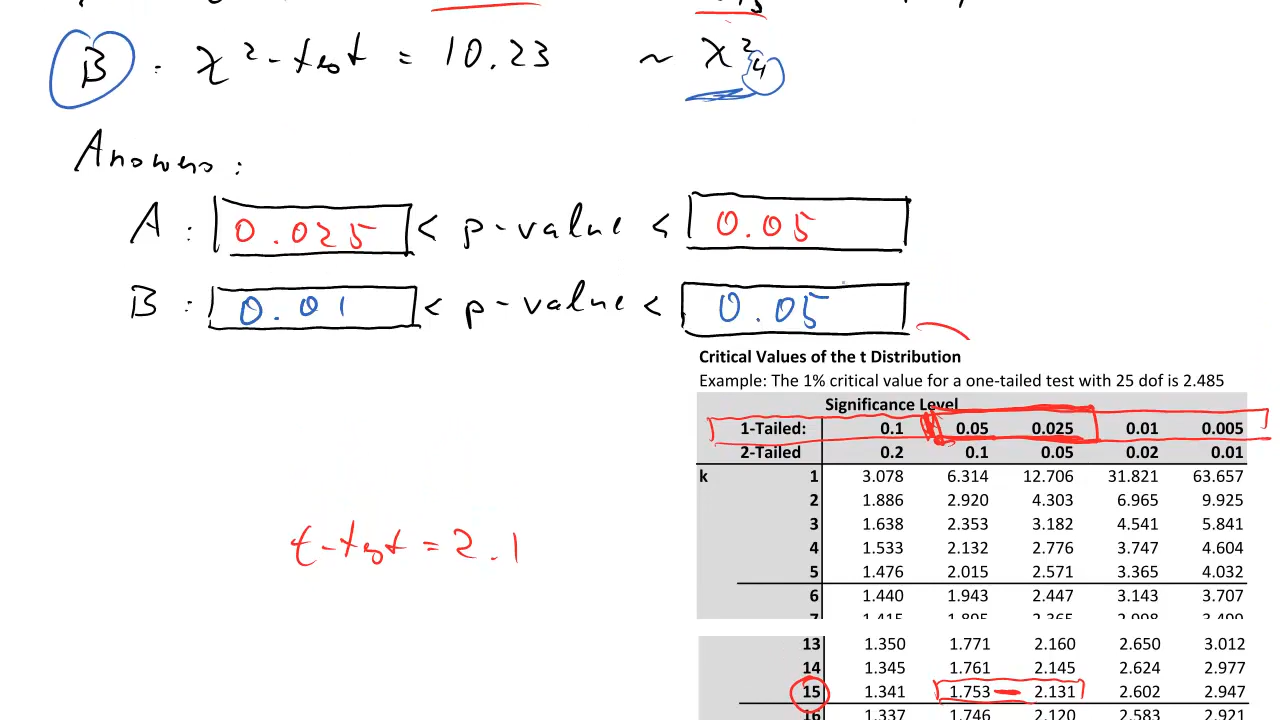 B : χ²-test = 10.23 ~ χ²₄
Answers:
A : 0.025 < p-value < 0.05
B : 0.01 < p-value < 0.05
Critical Values of the t Distribution
Example: The 1% critical value for a one-tailed test with 25 dof is 2.485
Significance Level
1-Tailed: 0.1 0.05 0.025 0.01 0.005
2-Tailed 0.2 0.1 0.05 0.02 0.01
k 1 3.078 6.314 12.706 31.821 63.657
2 1.886 2.920 4.303 6.965 9.925
3 1.638 2.353 3.182 4.541 5.841
t-test = 2.1
4 1.533 2.132 2.776 3.747 4.604
5 1.476 2.015 2.571 3.365 4.032
6 1.440 1.943 2.447 3.143 3.707
13 1.350 1.771 2.160 2.650 3.012
14 1.345 1.761 2.145 2.624 2.977
15 1.341 1.753 2.131 2.602 2.947
16 1.337 1.746 2.120 2.583 2.921